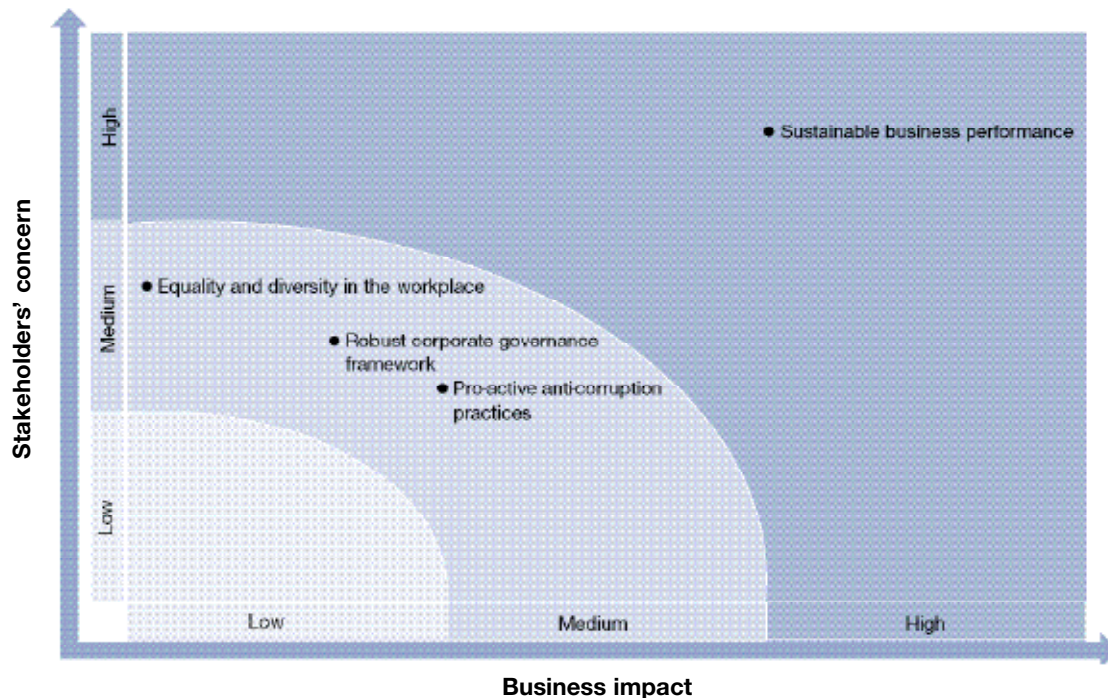 High
Sustainable business performance
Stakeholders' concern
Medium
Equality and diversity in the workplace
Robust corporate governance
framework
Pro-active anti-corruption
practices
Low
Low
Medium
High
Business impact